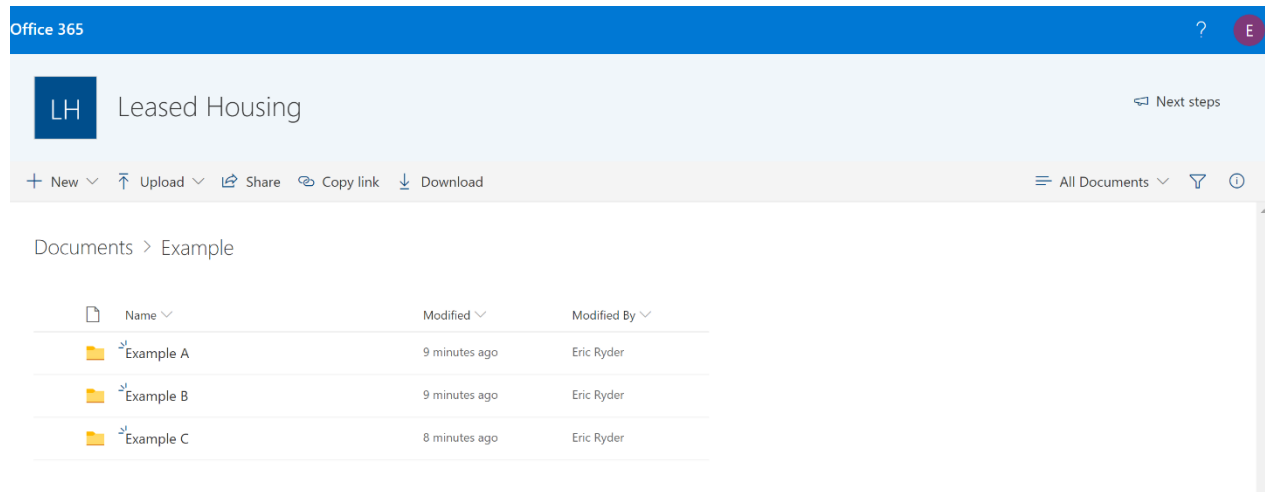 Office 365 ? E
LH Leased Housing Next steps
New Upload Share Copy link Download All Documents
Documents > Example
Name Modified Modified By
Example A 9 minutes ago Eric Ryder
Example B 9 minutes ago Eric Ryder
Example C 8 minutes ago Eric Ryder